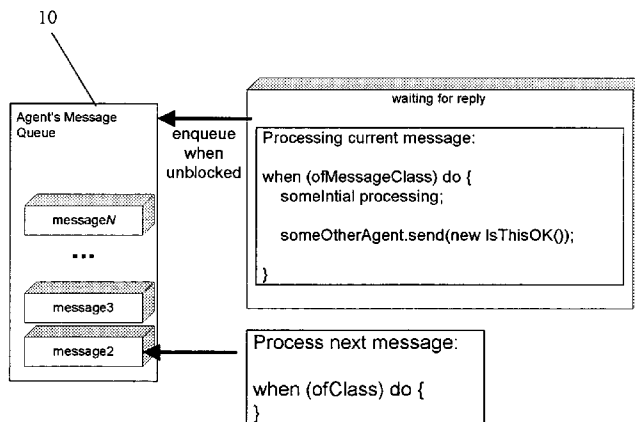 10
Agent's Message
Queue
messageN
...
message3
message2
enqueue
when
unblocked
waiting for reply
Processing current message:
when (ofMessageClass) do {
someIntial processing;
someOtherAgent.send(new IsThisOK());
}
Process next message:
when (ofClass) do {
}